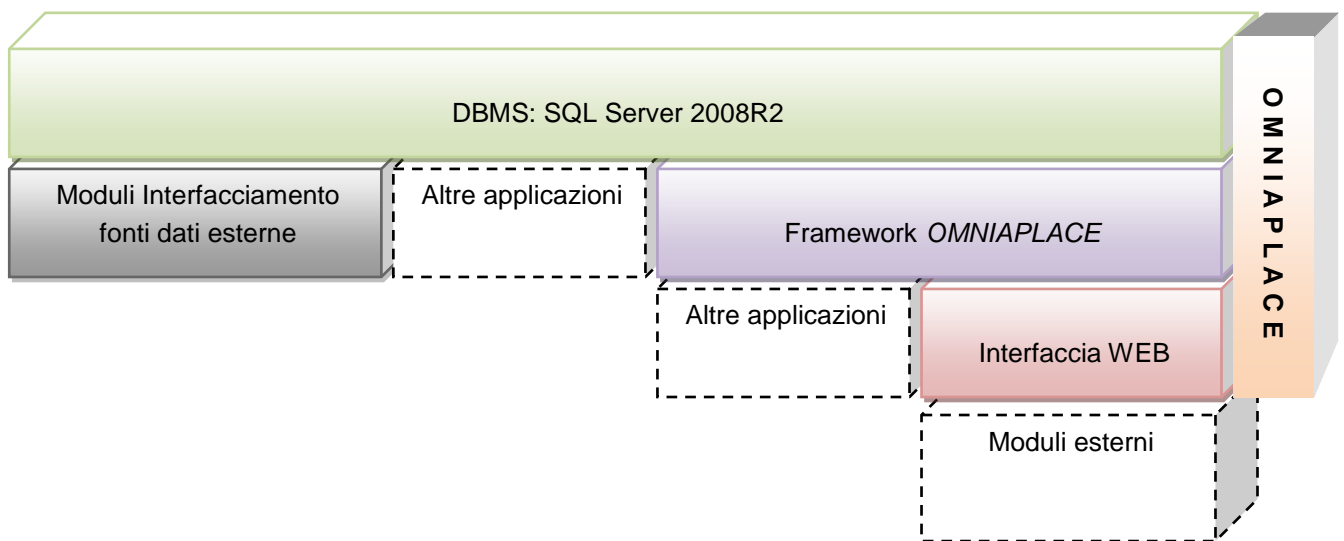 DBMS: SQL Server 2008R2
Moduli Interfacciamento
fonti dati esterne
Altre applicazioni
Framework OMNIAPLACE
Altre applicazioni
Interfaccia WEB
Moduli esterni
OMNIAPLACE